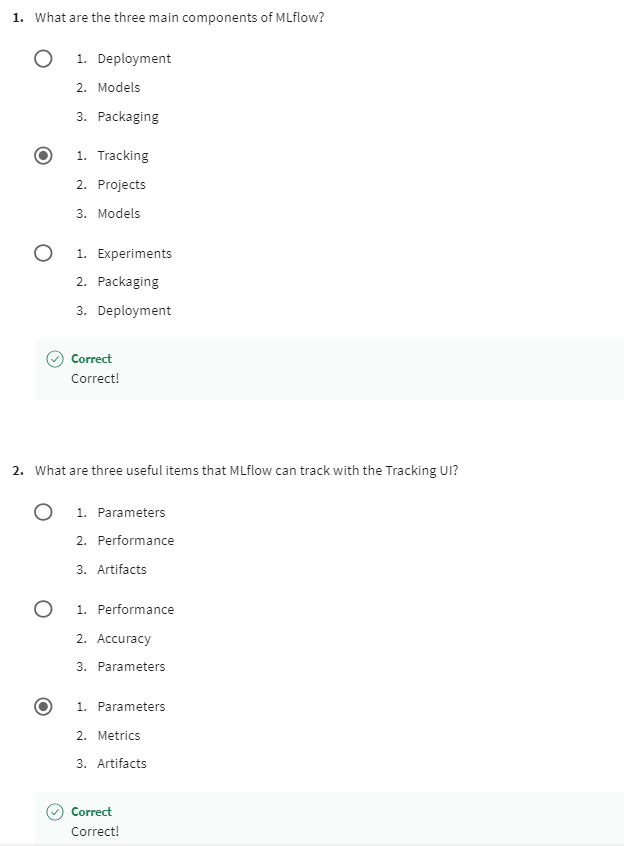 1. What are the three main components of MLflow?
1. Deployment
2. Models
3. Packaging
1. Tracking
2. Projects
3. Models
1. Experiments
2. Packaging
3. Deployment
Correct
Correct!
2. What are three useful items that MLflow can track with the Tracking UI?
1. Parameters
2. Performance
3. Artifacts
1. Performance
2. Accuracy
3. Parameters
1. Parameters
2. Metrics
3. Artifacts
Correct
Correct!